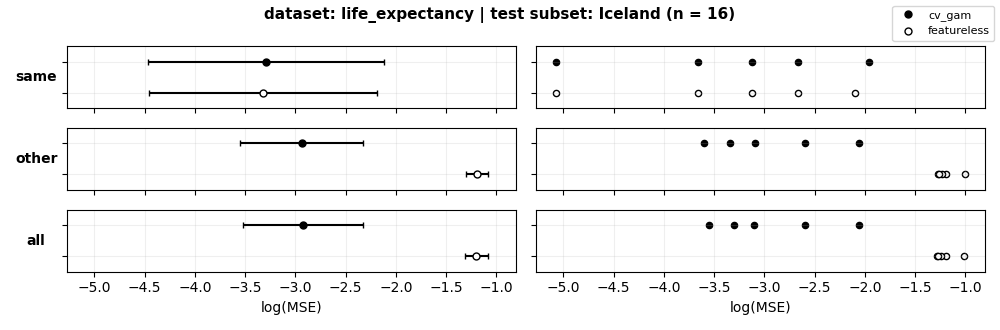 dataset: life_expectancy | test subset: Iceland (n = 16)
cv_gam
featureless
same
other
all
−5.0 −4.5 −4.0 −3.5 −3.0 −2.5 −2.0 −1.5 −1.0
−5.0 −4.5 −4.0 −3.5 −3.0 −2.5 −2.0 −1.5 −1.0
log(MSE)
log(MSE)